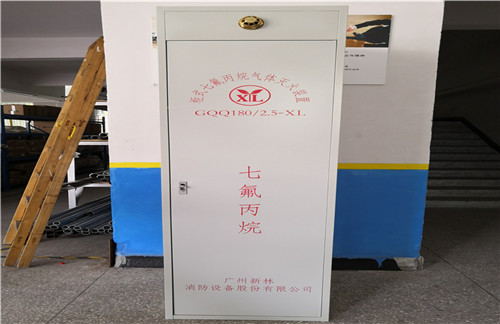 柜式七氟丙烷气体灭火装置
XL
GQQ180/2.5-XL
七
氟
丙
烷
广州新林
消防设备股份有限公司